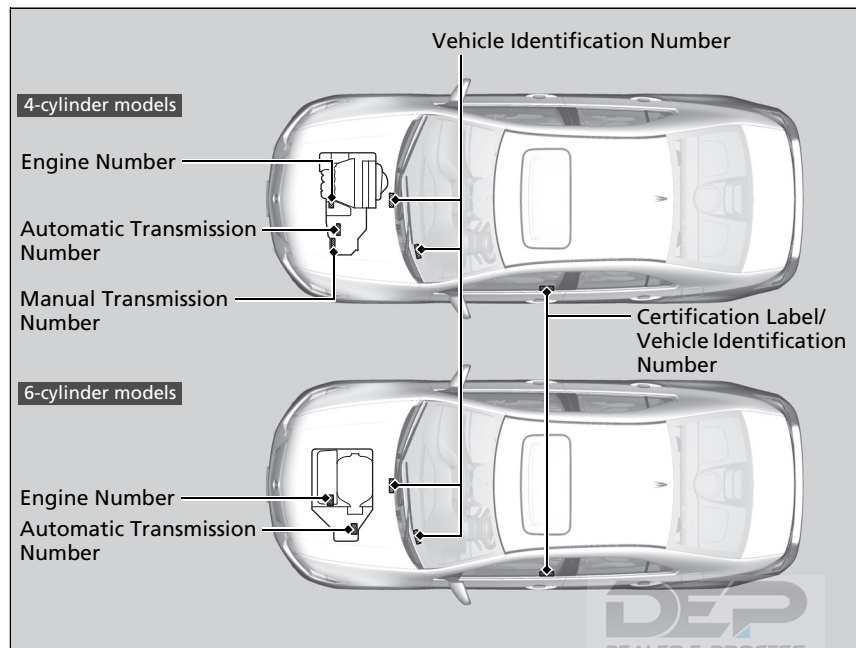 Vehicle Identification Number
4-cylinder models
Engine Number
Automatic Transmission
Number
Manual Transmission
Number
Certification Label/
Vehicle Identification
Number
6-cylinder models
Engine Number
Automatic Transmission
Number
DEP